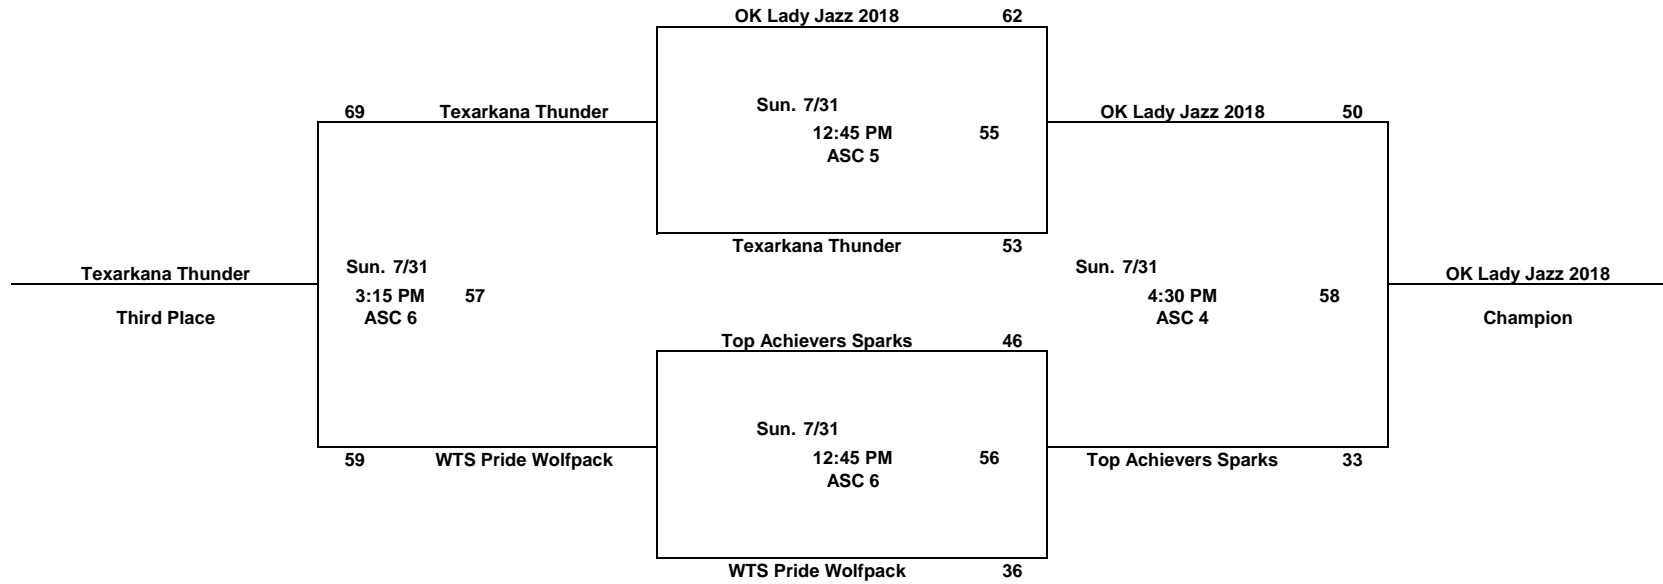 OK Lady Jazz 2018 62
69 Texarkana Thunder
Sun. 7/31
12:45 PM 55
ASC 5
OK Lady Jazz 2018 50
Texarkana Thunder 53
Texarkana Thunder
Third Place
Sun. 7/31
3:15 PM 57
ASC 6
Sun. 7/31
4:30 PM 58
ASC 4
OK Lady Jazz 2018
Champion
Top Achievers Sparks 46
59 WTS Pride Wolfpack
Sun. 7/31
12:45 PM 56
ASC 6
Top Achievers Sparks 33
WTS Pride Wolfpack 36